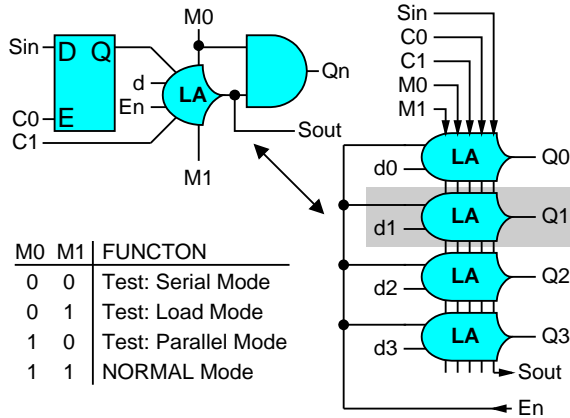 M0
Sin
D Q
d
LA
Qn
En
C0
E
C1
Sout
M1
Sin
C0
C1
M0
M1
LA
Q0
d0
LA
Q1
d1
LA
Q2
d2
LA
Q3
d3
Sout
En
M0 M1 FUNCTON
0 0 Test: Serial Mode
0 1 Test: Load Mode
1 0 Test: Parallel Mode
1 1 NORMAL Mode